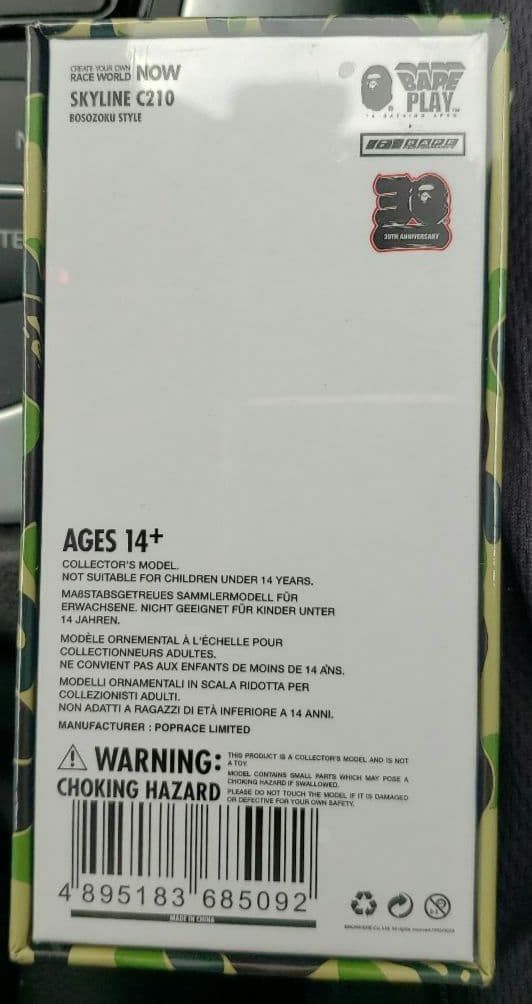 CREATE YOUR OWN
RACE WORLD NOW
SKYLINE C210
BOSOZOKU STYLE
BAPE
PLAY™
®
30TH ANNIVERSARY
AGES 14+
COLLECTOR'S MODEL.
NOT SUITABLE FOR CHILDREN UNDER 14 YEARS.
MAßSTABSGETREUES SAMMLERMODELL FÜR
ERWACHSENE. NICHT GEEIGNET FÜR KINDER UNTER
14 JAHREN.
MODÈLE ORNEMENTAL À L'ÉCHELLE POUR
COLLECTIONNEURS ADULTES.
NE CONVIENT PAS AUX ENFANTS DE MOINS DE 14 ANS.
MODELLI ORNAMENTALI IN SCALA RIDOTTA PER
COLLEZIONISTI ADULTI.
NON ADATTI A RAGAZZI DI ETÀ INFERIORE A 14 ANNI.
MANUFACTURER : POPRACE LIMITED
WARNING:
CHOKING HAZARD
THIS PRODUCT IS A COLLECTOR'S MODEL AND IS NOT
A TOY.
MODEL CONTAINS SMALL PARTS WHICH MAY POSE A
CHOKING HAZARD IF SWALLOWED.
PLEASE DO NOT TOUCH THE MODEL IF IT IS DAMAGED
OR DEFECTIVE FOR YOUR OWN SAFETY.
4 895183 685092
MADE IN CHINA